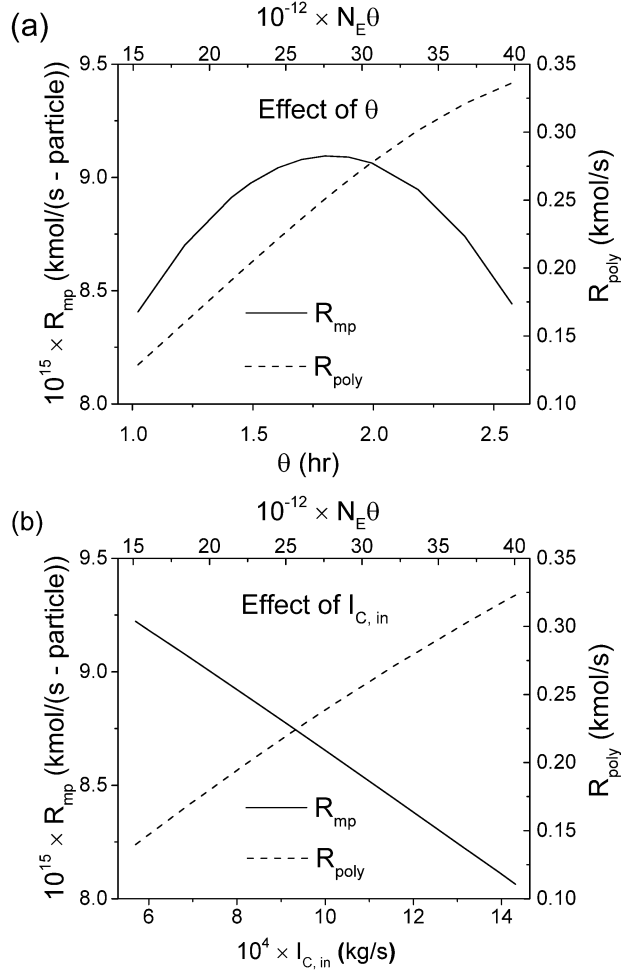 (a)
10^-12 × N_E θ
15 20 25 30 35 40
9.5 0.35
Effect of θ
0.30
9.0
0.25
0.20
8.5
R_mp
0.15
R_poly
8.0 0.10
1.0 1.5 2.0 2.5
θ (hr)
10^15 × R_mp (kmol/(s - particle))
R_poly (kmol/s)
(b)
10^-12 × N_E θ
15 20 25 30 35 40
9.5 0.35
Effect of I_C, in
0.30
9.0
0.25
0.20
8.5
R_mp
0.15
R_poly
8.0 0.10
6 8 10 12 14
10^4 × I_C, in (kg/s)
10^15 × R_mp (kmol/(s - particle))
R_poly (kmol/s)